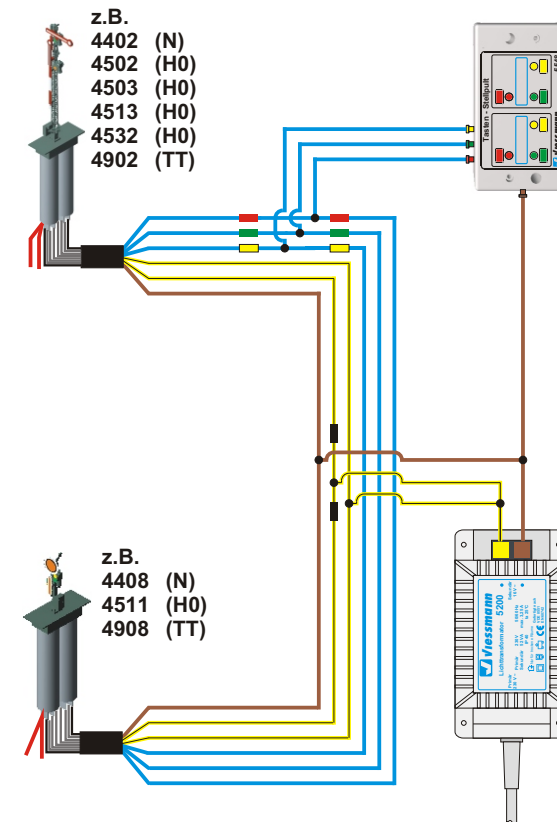 z.B.
4402 (N)
4502 (H0)
4503 (H0)
4513 (H0)
4532 (H0)
4902 (TT)
Tasten - Stellpult
viessmann
z.B.
4408 (N)
4511 (H0)
4908 (TT)
viessmann
Lichttransformator 5200